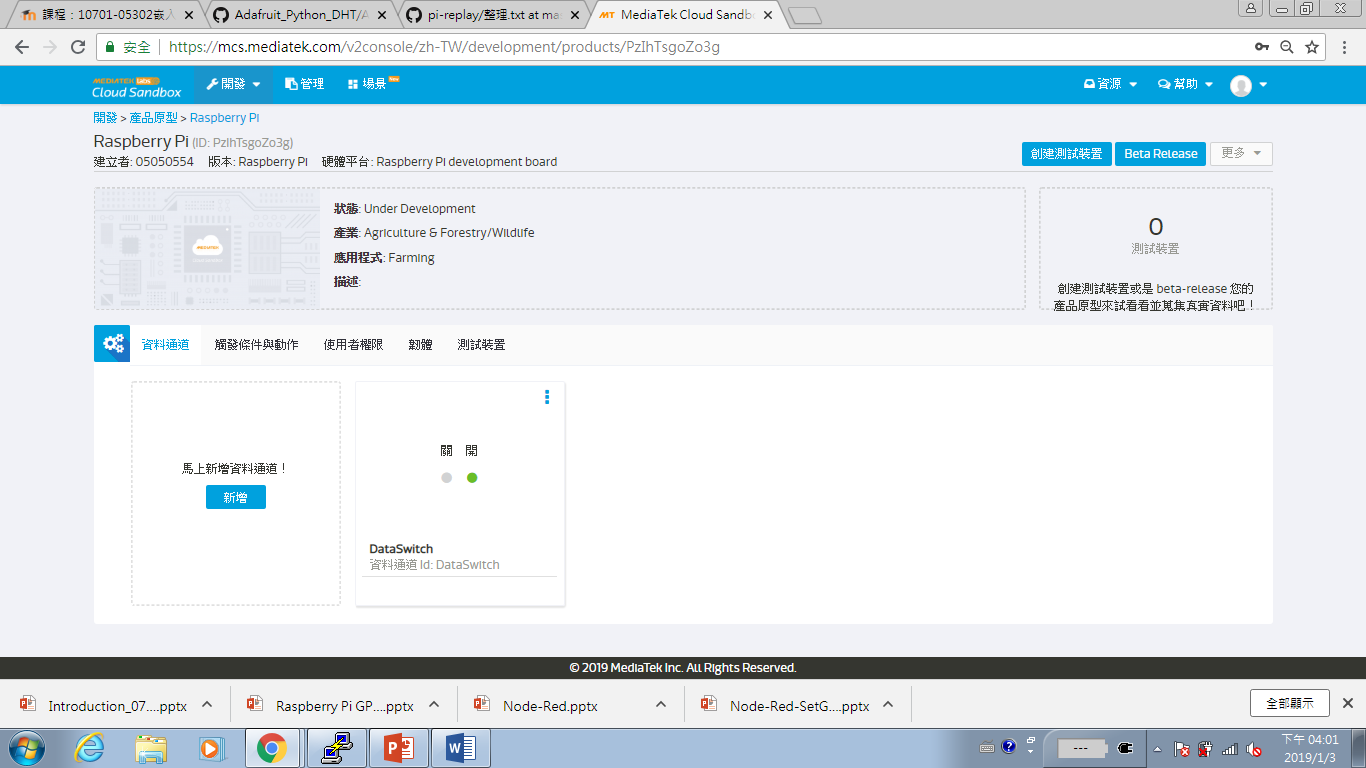 課程：10701-05302嵌入
Adafruit_Python_DHT/A
pi-replay/整理.txt at mas
MediaTek Cloud Sandb
安全 https://mcs.mediatek.com/v2console/zh-TW/development/products/PzIhTsgoZo3g
MEDIATEK labs
Cloud Sandbox
開發 管理 場景 資源 幫助
開發 > 產品原型 > Raspberry Pi
Raspberry Pi (ID: PzIhTsgoZo3g)
建立者: 05050554 版本: Raspberry Pi 硬體平台: Raspberry Pi development board
創建測試裝置 Beta Release 更多
狀態: Under Development
產業: Agriculture & Forestry/Wildlife
應用程式: Farming
描述:
0
測試裝置
創建測試裝置或是 beta-release 您的
產品原型來試看看並蒐集真實資料吧！
資料通道 觸發條件與動作 使用者權限 韌體 測試裝置
馬上新增資料通道！
新增
關 開
DataSwitch
資料通道 Id: DataSwitch
© 2019 MediaTek Inc. All Rights Reserved.
Introduction_07....pptx Raspberry Pi GP....pptx Node-Red.pptx Node-Red-SetG....pptx 全部顯示
下午 04:01
2019/1/3